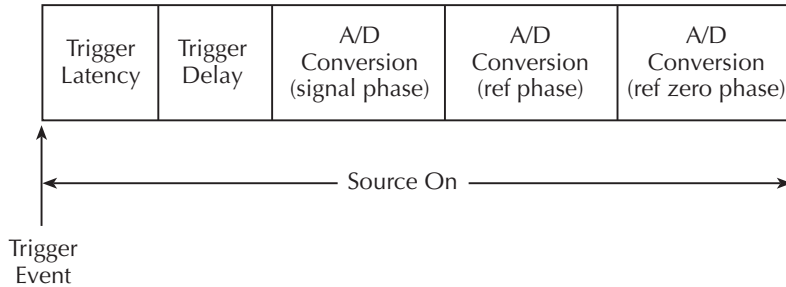 Trigger
Latency
Trigger
Delay
A/D
Conversion
(signal phase)
A/D
Conversion
(ref phase)
A/D
Conversion
(ref zero phase)
Source On
Trigger
Event